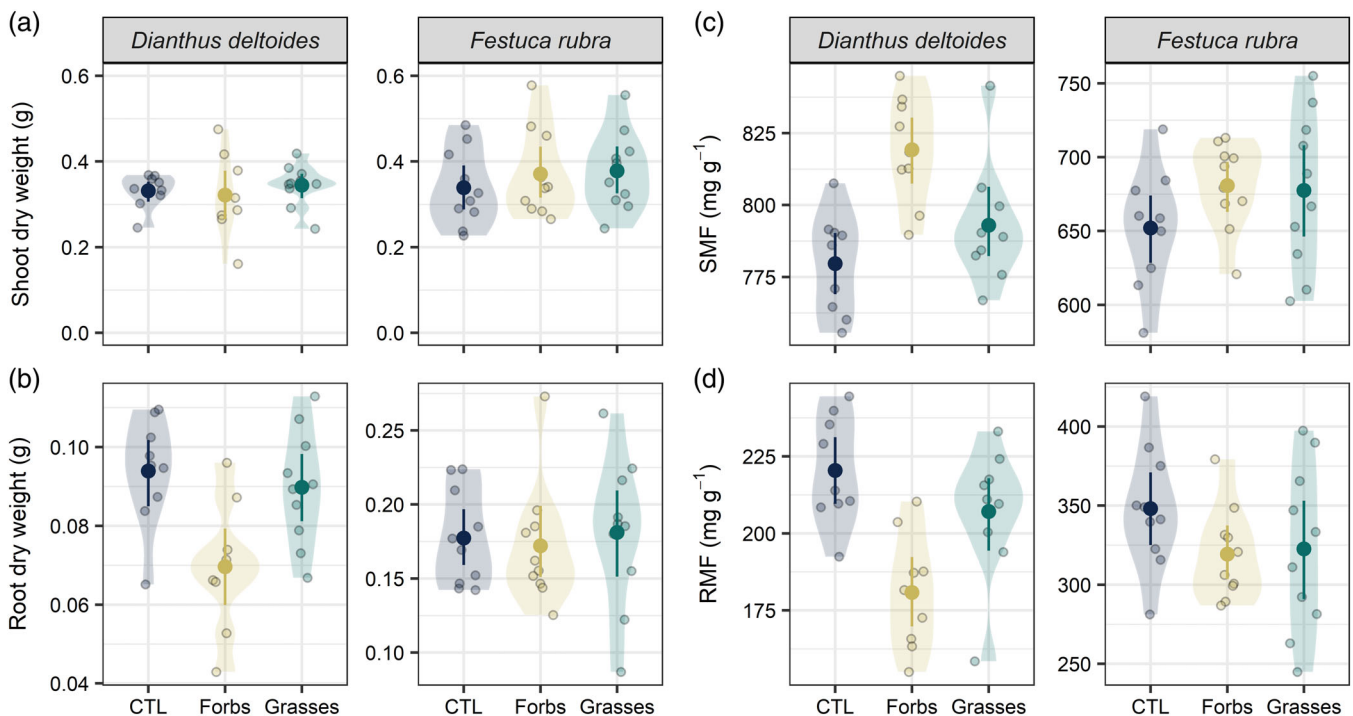 (a)
Dianthus deltoides
Festuca rubra
Shoot dry weight (g)
0.6
0.4
0.2
0.0
0.6
0.4
0.2
0.0
(c)
Dianthus deltoides
Festuca rubra
SMF (mg g⁻¹)
825
800
775
750
700
650
600
(b)
Root dry weight (g)
0.10
0.08
0.06
0.04
CTL Forbs Grasses
0.25
0.20
0.15
0.10
CTL Forbs Grasses
(d)
RMF (mg g⁻¹)
225
200
175
CTL Forbs Grasses
400
350
300
250
CTL Forbs Grasses